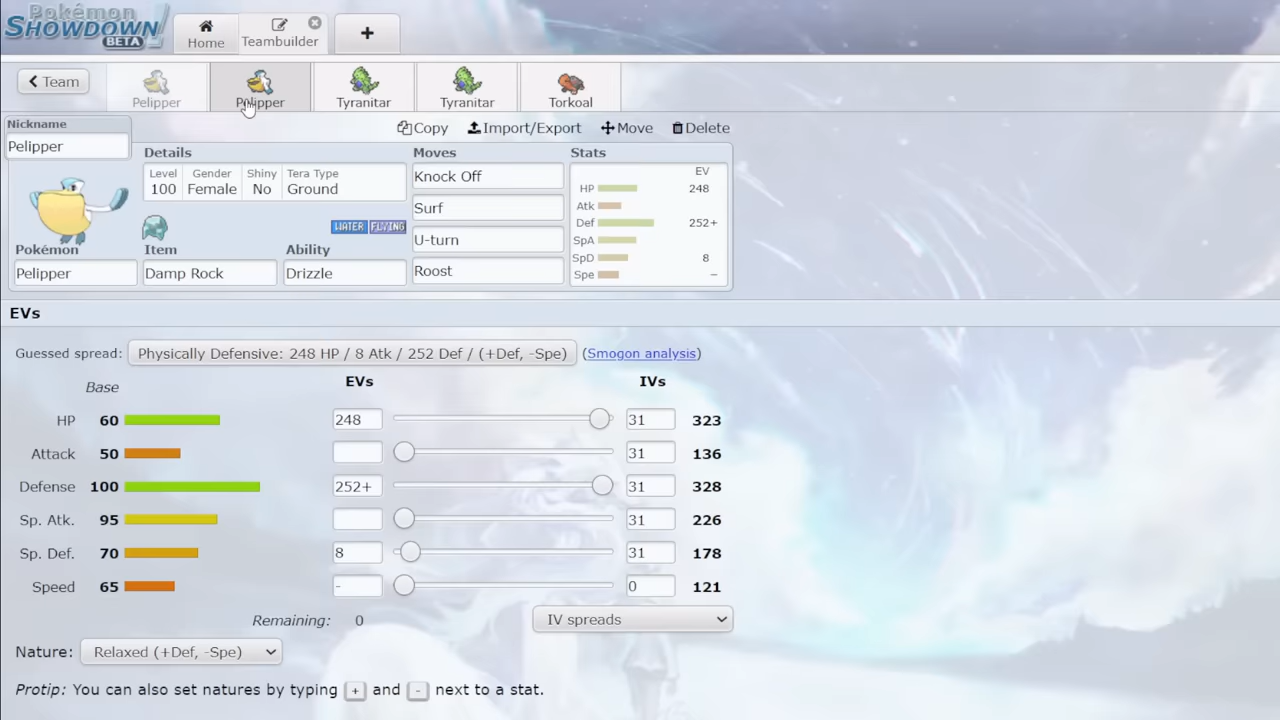 Pokémon
SHOWDOWN!
BETA
Home
Teambuilder
+
Team
Pelipper
Pelipper
Tyranitar
Tyranitar
Torkoal
Nickname
Pelipper
Copy
Import/Export
Move
Delete
Details
Level
100
Gender
Female
Shiny
No
Tera Type
Ground
WATER
FLYING
Pokémon
Pelipper
Item
Damp Rock
Ability
Drizzle
Moves
Knock Off
Surf
U-turn
Roost
Stats
EV
HP 248
Atk
Def 252+
SpA
SpD 8
Spe –
EVs
Guessed spread: Physically Defensive: 248 HP / 8 Atk / 252 Def / (+Def, -Spe) (Smogon analysis)
Base EVs IVs
HP 60 248 31 323
Attack 50 31 136
Defense 100 252+ 31 328
Sp. Atk. 95 31 226
Sp. Def. 70 8 31 178
Speed 65 - 0 121
Remaining: 0
IV spreads
Nature: Relaxed (+Def, -Spe)
Protip: You can also set natures by typing + and - next to a stat.